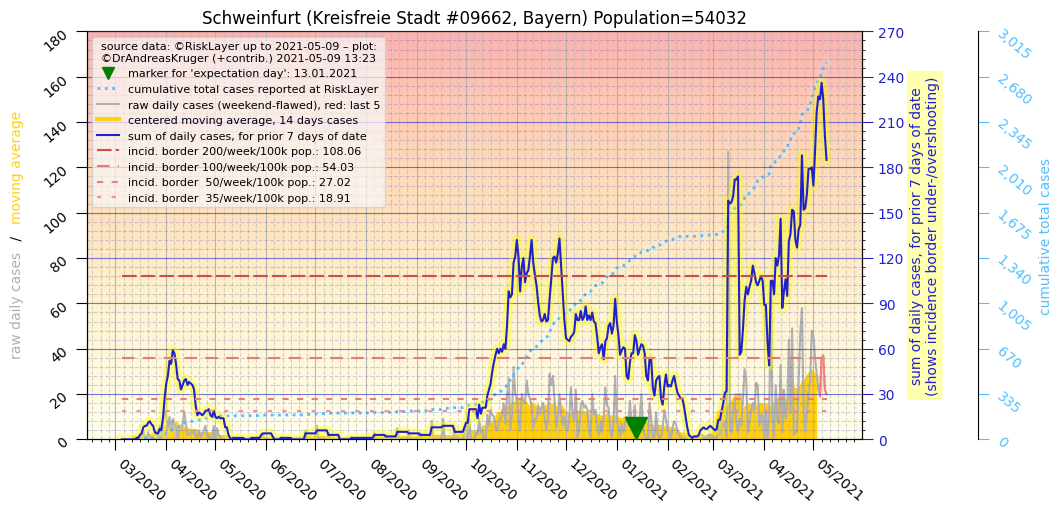 Schweinfurt (Kreisfreie Stadt #09662, Bayern) Population=54032
source data: ©RiskLayer up to 2021-05-09 – plot:
©DrAndreasKruger (+contrib.) 2021-05-09 13:23
marker for 'expectation day': 13.01.2021
cumulative total cases reported at RiskLayer
raw daily cases (weekend-flawed), red: last 5
centered moving average, 14 days cases
sum of daily cases, for prior 7 days of date
incid. border 200/week/100k pop.: 108.06
incid. border 100/week/100k pop.: 54.03
incid. border  50/week/100k pop.: 27.02
incid. border  35/week/100k pop.: 18.91
raw daily cases / moving average
180
160
140
120
100
80
60
40
20
0
03/2020
04/2020
05/2020
06/2020
07/2020
08/2020
09/2020
10/2020
11/2020
12/2020
01/2021
02/2021
03/2021
04/2021
05/2021
270
240
210
180
150
120
90
60
30
0
sum of daily cases, for prior 7 days of date
(shows incidence border under-/overshooting)
3,015
2,680
2,345
2,010
1,675
1,340
1,005
670
335
0
cumulative total cases